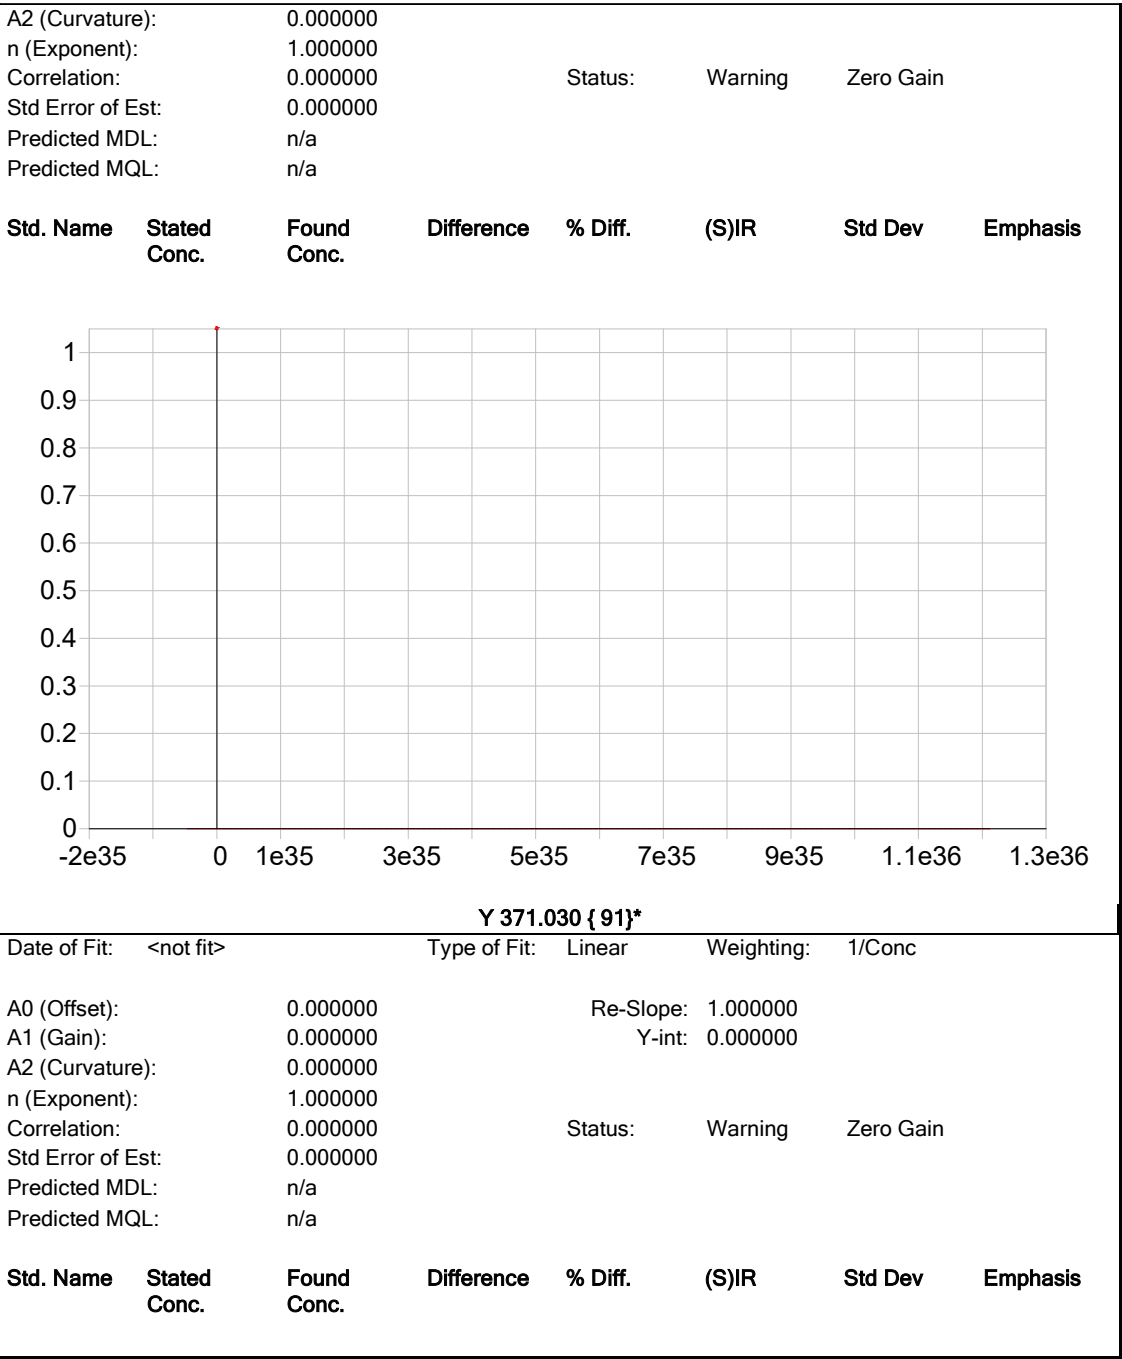 A2 (Curvature): 0.000000
n (Exponent): 1.000000
Correlation: 0.000000 Status: Warning Zero Gain
Std Error of Est: 0.000000
Predicted MDL: n/a
Predicted MQL: n/a
Std. Name Stated Found Difference % Diff. (S)IR Std Dev Emphasis
Conc. Conc.
1
0.9
0.8
0.7
0.6
0.5
0.4
0.3
0.2
0.1
0
-2e35 0 1e35 3e35 5e35 7e35 9e35 1.1e36 1.3e36
Y 371.030 { 91}*
Date of Fit: <not fit> Type of Fit: Linear Weighting: 1/Conc
A0 (Offset): 0.000000 Re-Slope: 1.000000
A1 (Gain): 0.000000 Y-int: 0.000000
A2 (Curvature): 0.000000
n (Exponent): 1.000000
Correlation: 0.000000 Status: Warning Zero Gain
Std Error of Est: 0.000000
Predicted MDL: n/a
Predicted MQL: n/a
Std. Name Stated Found Difference % Diff. (S)IR Std Dev Emphasis
Conc. Conc.